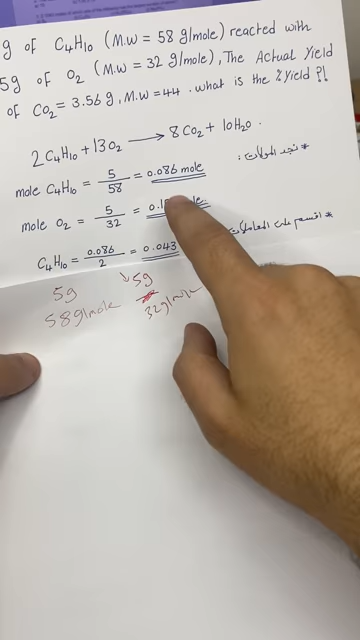 g of C₄H₁₀ (M.W = 58 g/mole) reacted with
5g of O₂ (M.W = 32 g/mole), The Actual Yield
of CO₂ = 3.56 g, M.W = 44 . what is the % Yield ?!
2C₄H₁₀ + 13O₂ ⟶ 8CO₂ + 10H₂O .
* نجد المولات :
mole C₄H₁₀ = 5/58 = 0.086 mole
mole O₂ = 5/32 = 0.1
* نقسم على المعاملات
C₄H₁₀ = 0.086/2 = 0.043
5g ↓5g
58g/mole 32g/mole